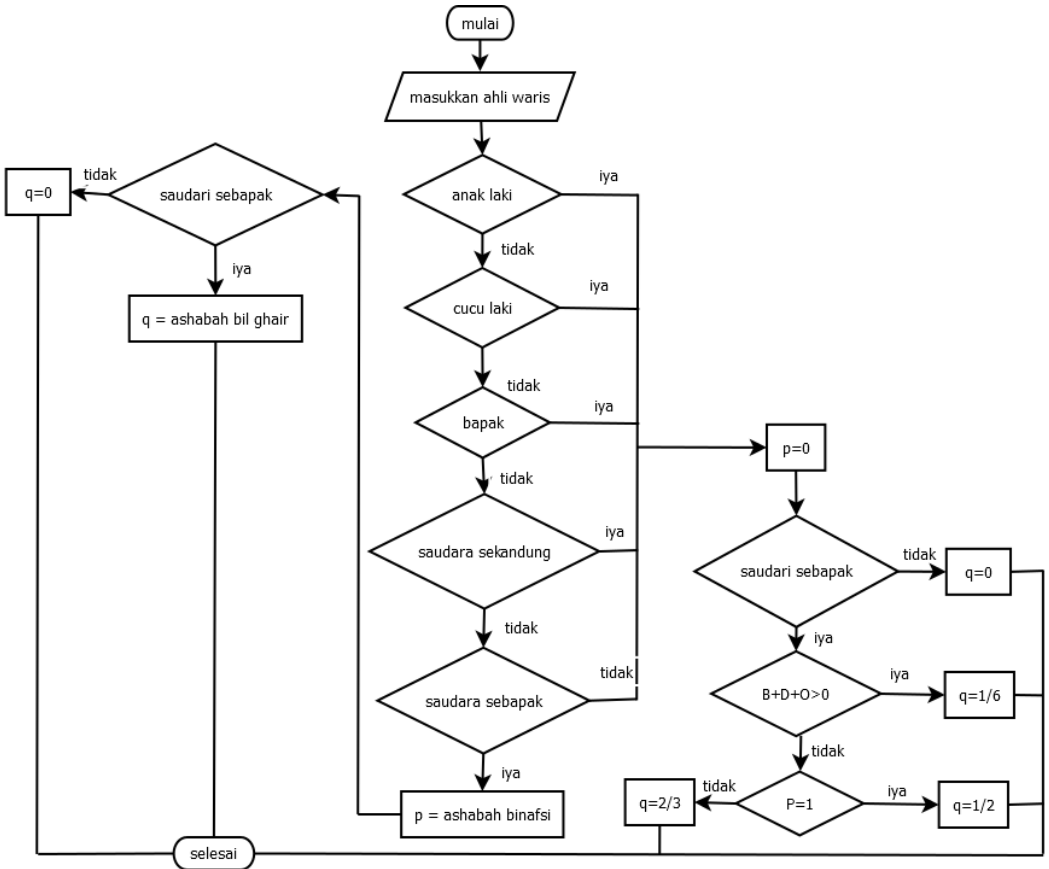 mulai
masukkan ahli waris
anak laki
iya
tidak
cucu laki
iya
tidak
bapak
iya
tidak
saudara sekandung
iya
tidak
saudara sebapak
tidak
iya
p = ashabah binafsi
saudari sebapak
tidak
q=0
iya
q = ashabah bil ghair
p=0
saudari sebapak
tidak
q=0
iya
B+D+O>0
iya
q=1/6
tidak
P=1
iya
q=1/2
tidak
q=2/3
selesai